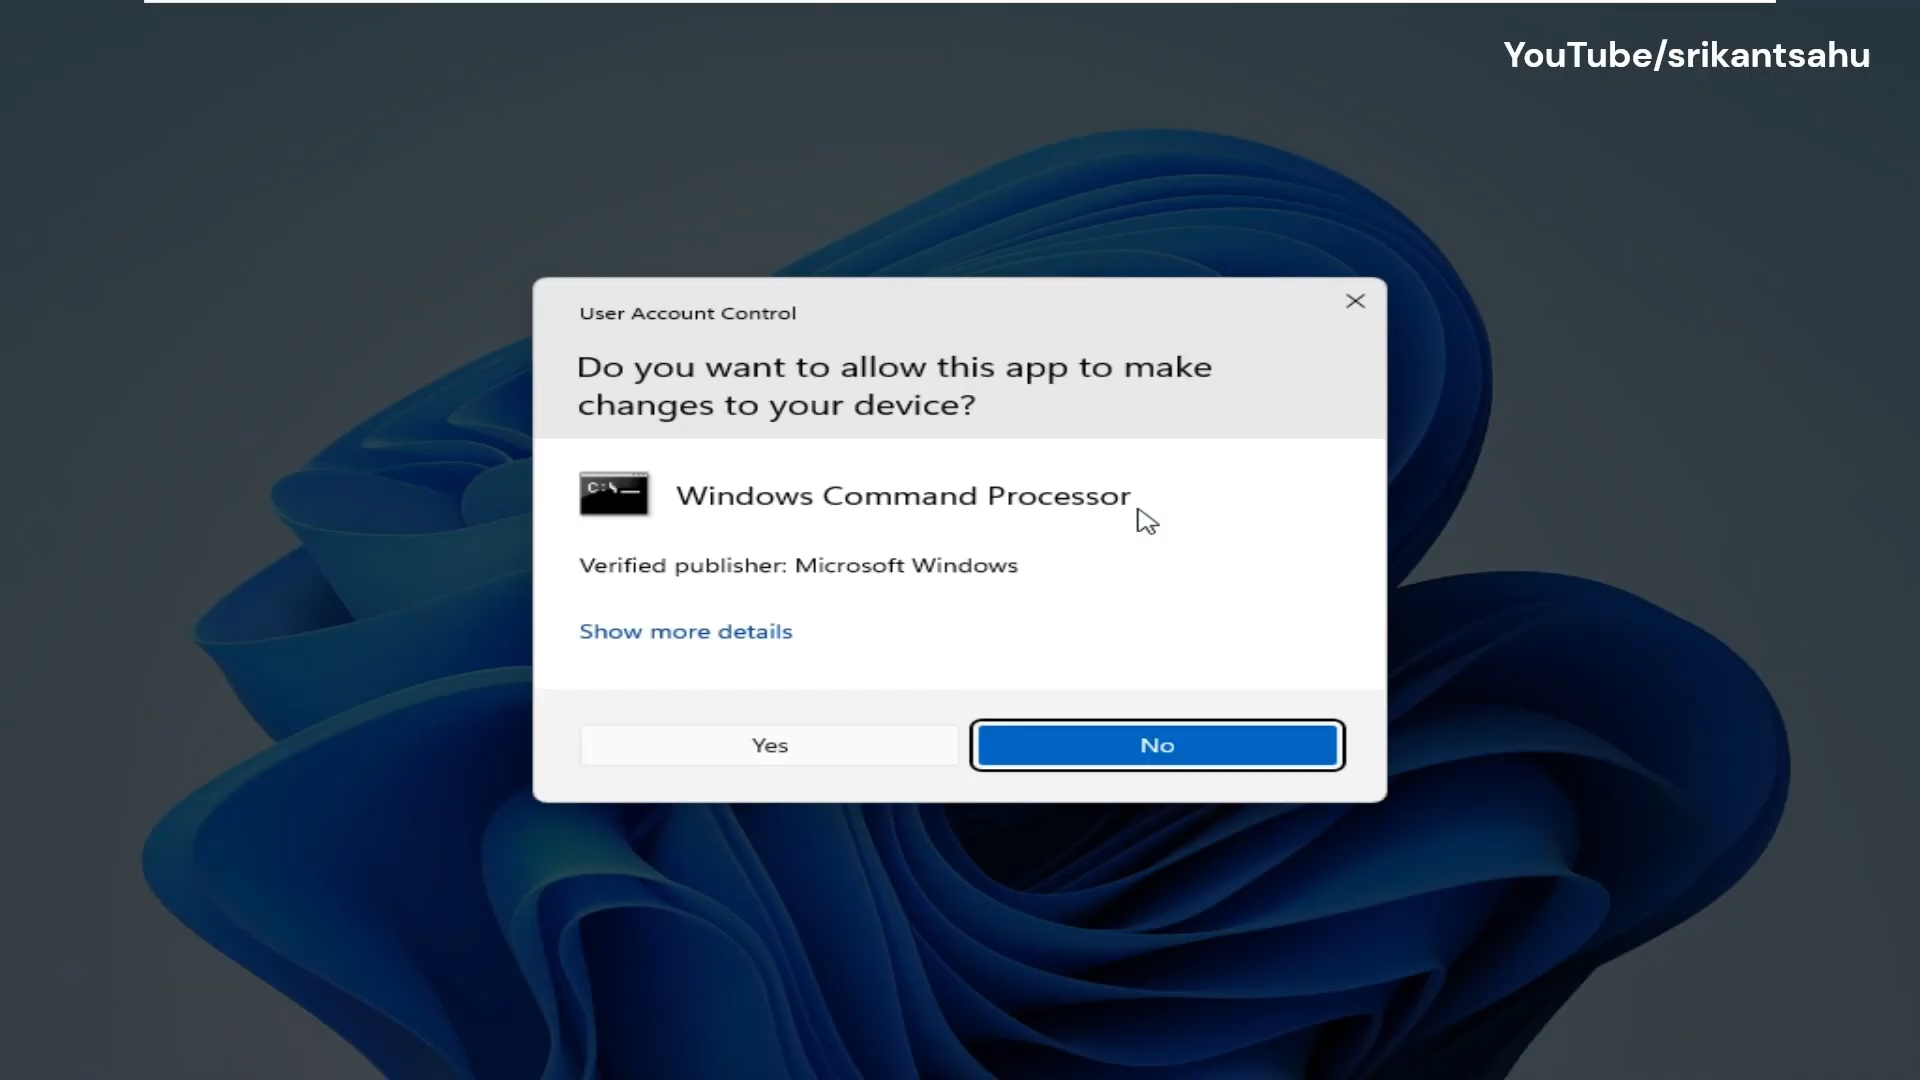 YouTube/srikantsahu
User Account Control
Do you want to allow this app to make
changes to your device?
C:\_
Windows Command Processor
Verified publisher: Microsoft Windows
Show more details
Yes
No